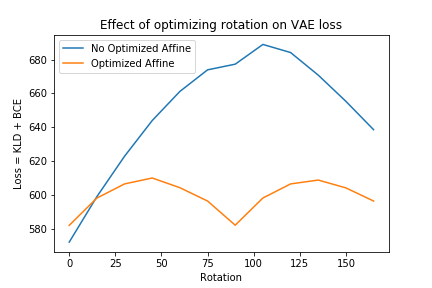 Effect of optimizing rotation on VAE loss
No Optimized Affine
Optimized Affine
Loss = KLD + BCE
680
660
640
620
600
580
0
25
50
75
100
125
150
Rotation